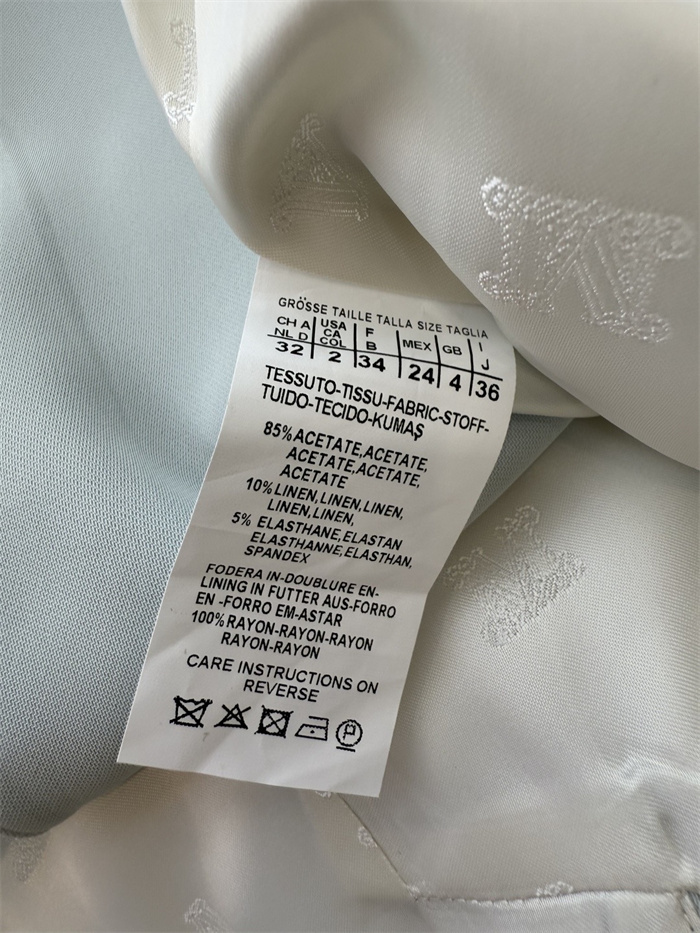 GRÖSSE TAILLE TALLA SIZE TAGLIA
CH A USA F MEX GB I
NL D CA B J
COL
32 2 34 24 4 36
TESSUTO-TISSU-FABRIC-STOFF-
TUIDO-TECIDO-KUMAŞ
85% ACETATE,ACETATE,
ACETATE,ACETATE,
ACETATE
10% LINEN,LINEN,LINEN,
LINEN,LINEN,
5% ELASTHANE,ELASTAN
ELASTHANNE,ELASTHAN,
SPANDEX
FODERA IN-DOUBLURE EN-
LINING IN FUTTER AUS-FORRO
EN -FORRO EM-ASTAR
100% RAYON-RAYON-RAYON
RAYON-RAYON
CARE INSTRUCTIONS ON
REVERSE
P